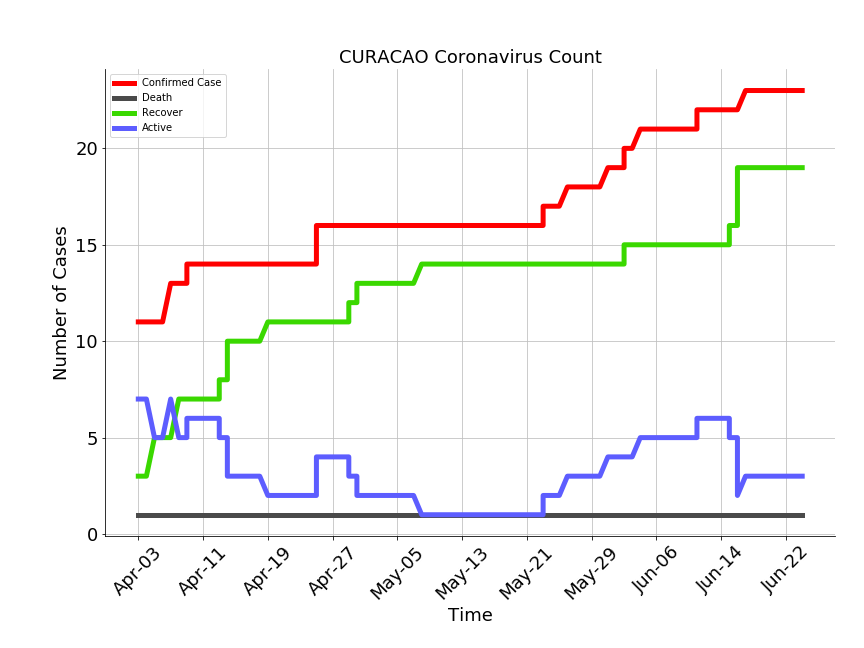 CURACAO Coronavirus Count
Confirmed Case
Death
Recover
Active
Number of Cases
20
15
10
5
0
Apr-03
Apr-11
Apr-19
Apr-27
May-05
May-13
May-21
May-29
Jun-06
Jun-14
Jun-22
Time